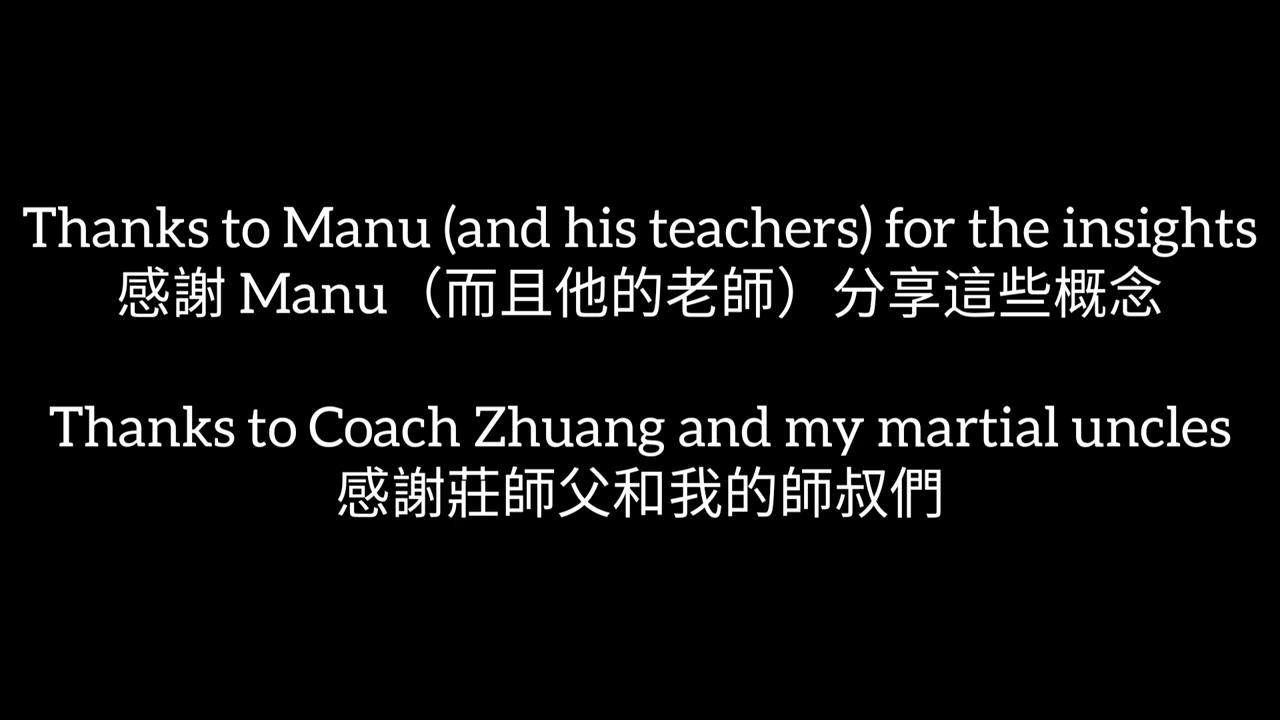 Thanks to Manu (and his teachers) for the insights
感謝 Manu（而且他的老師）分享這些概念
Thanks to Coach Zhuang and my martial uncles
感謝莊師父和我的師叔們